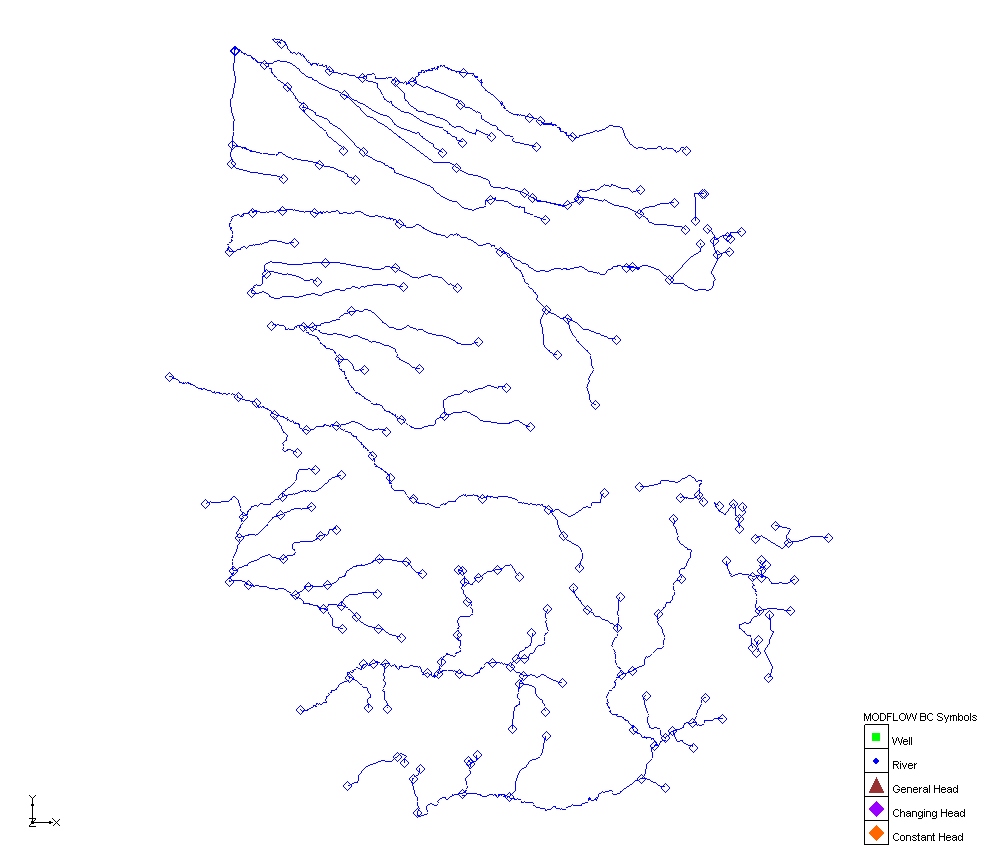 MODFLOW BC Symbols
Well
River
General Head
Changing Head
Constant Head
Y
Z X